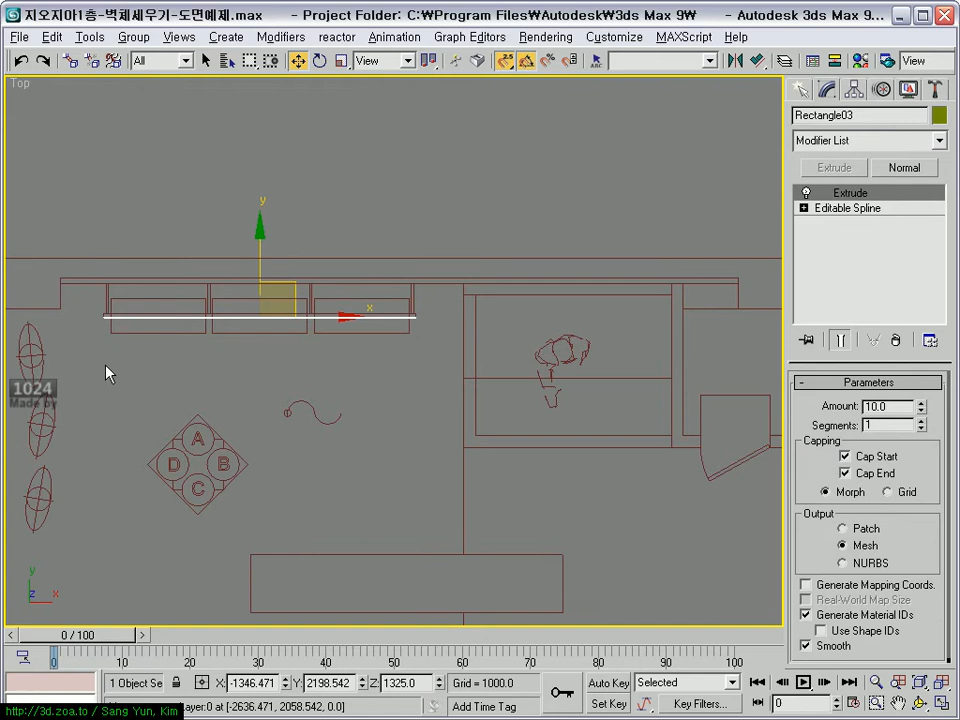 지오지아1층-벽체세우기-도면예제.max - Project Folder: C:₩Program Files₩Autodesk₩3ds Max 9₩ - Autodesk 3ds Max 9...
File Edit Tools Group Views Create Modifiers reactor Animation Graph Editors Rendering Customize MAXScript Help
All View View
Top
Rectangle03
Modifier List
Extrude Normal
Extrude
Editable Spline
y
x
1024
Made by
A
D B
C
Parameters
Amount: 10.0
Segments: 1
Capping
Cap Start
Cap End
Morph Grid
Output
Patch
Mesh
NURBS
Generate Mapping Coords.
Real-World Map Size
Generate Material IDs
Use Shape IDs
Smooth
y
z x
0 / 100
0 10 20 30 40 50 60 70 80 90 100
1 Object Se X: -1346.471 Y: 2198.542 Z: 1325.0 Grid = 1000.0 Auto Key Selected
http://3d.zoa.to / Sang Yun, Kim Layer:0 at [-2636.471, 2058.542, 0.0] Add Time Tag Set Key Key Filters... 0